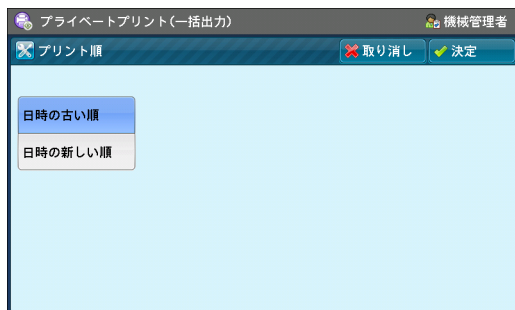 プライベートプリント(一括出力) 機械管理者
プリント順 取り消し 決定
日時の古い順
日時の新しい順